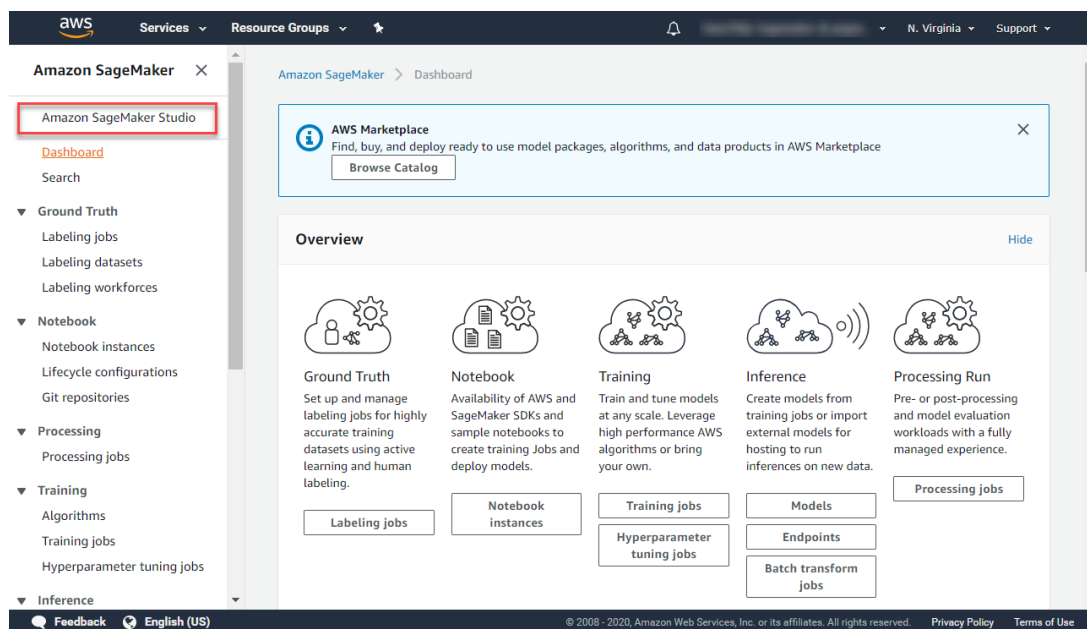 aws
Services
Resource Groups
N. Virginia
Support
Amazon SageMaker
Amazon SageMaker Studio
Dashboard
Search
Ground Truth
Labeling jobs
Labeling datasets
Labeling workforces
Notebook
Notebook instances
Lifecycle configurations
Git repositories
Processing
Processing jobs
Training
Algorithms
Training jobs
Hyperparameter tuning jobs
Inference
Amazon SageMaker > Dashboard
AWS Marketplace
Find, buy, and deploy ready to use model packages, algorithms, and data products in AWS Marketplace
Browse Catalog
Overview
Hide
Ground Truth
Set up and manage
labeling jobs for highly
accurate training
datasets using active
learning and human
labeling.
Labeling jobs
Notebook
Availability of AWS and
SageMaker SDKs and
sample notebooks to
create training Jobs and
deploy models.
Notebook
instances
Training
Train and tune models
at any scale. Leverage
high performance AWS
algorithms or bring
your own.
Training jobs
Hyperparameter
tuning jobs
Inference
Create models from
training jobs or import
external models for
hosting to run
inferences on new data.
Models
Endpoints
Batch transform
jobs
Processing Run
Pre- or post-processing
and model evaluation
workloads with a fully
managed experience.
Processing jobs
Feedback
English (US)
© 2008 - 2020, Amazon Web Services, Inc. or its affiliates. All rights reserved.
Privacy Policy
Terms of Use